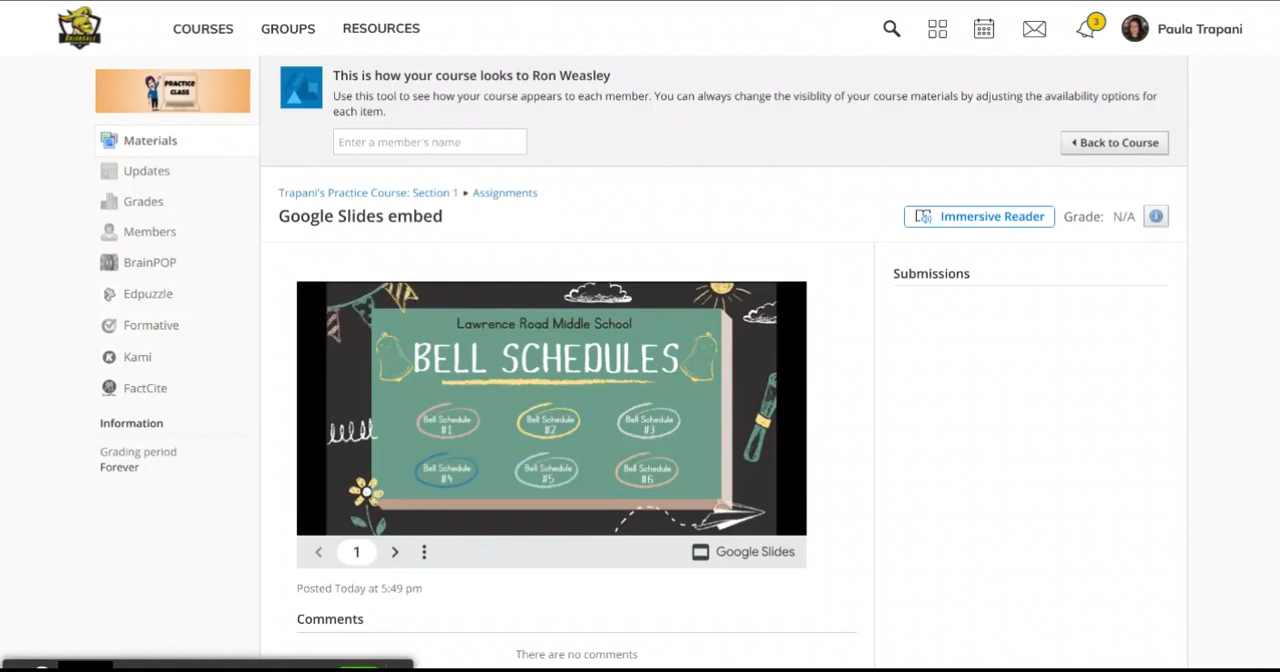 COURSES GROUPS RESOURCES
3
Paula Trapani
PRACTICE
CLASS
This is how your course looks to Ron Weasley
Use this tool to see how your course appears to each member. You can always change the visiblity of your course materials by adjusting the availability options for
each item.
Enter a member's name
Back to Course
Materials
Updates
Grades
Members
BrainPOP
Edpuzzle
Formative
Kami
FactCite
Information
Grading period
Forever
Trapani's Practice Course: Section 1 ▸ Assignments
Google Slides embed
Immersive Reader
Grade: N/A
Submissions
Lawrence Road Middle School
BELL SCHEDULES
Bell Schedule
#1
Bell Schedule
#2
Bell Schedule
#3
Bell Schedule
#4
Bell Schedule
#5
Bell Schedule
#6
1
Google Slides
Posted Today at 5:49 pm
Comments
There are no comments